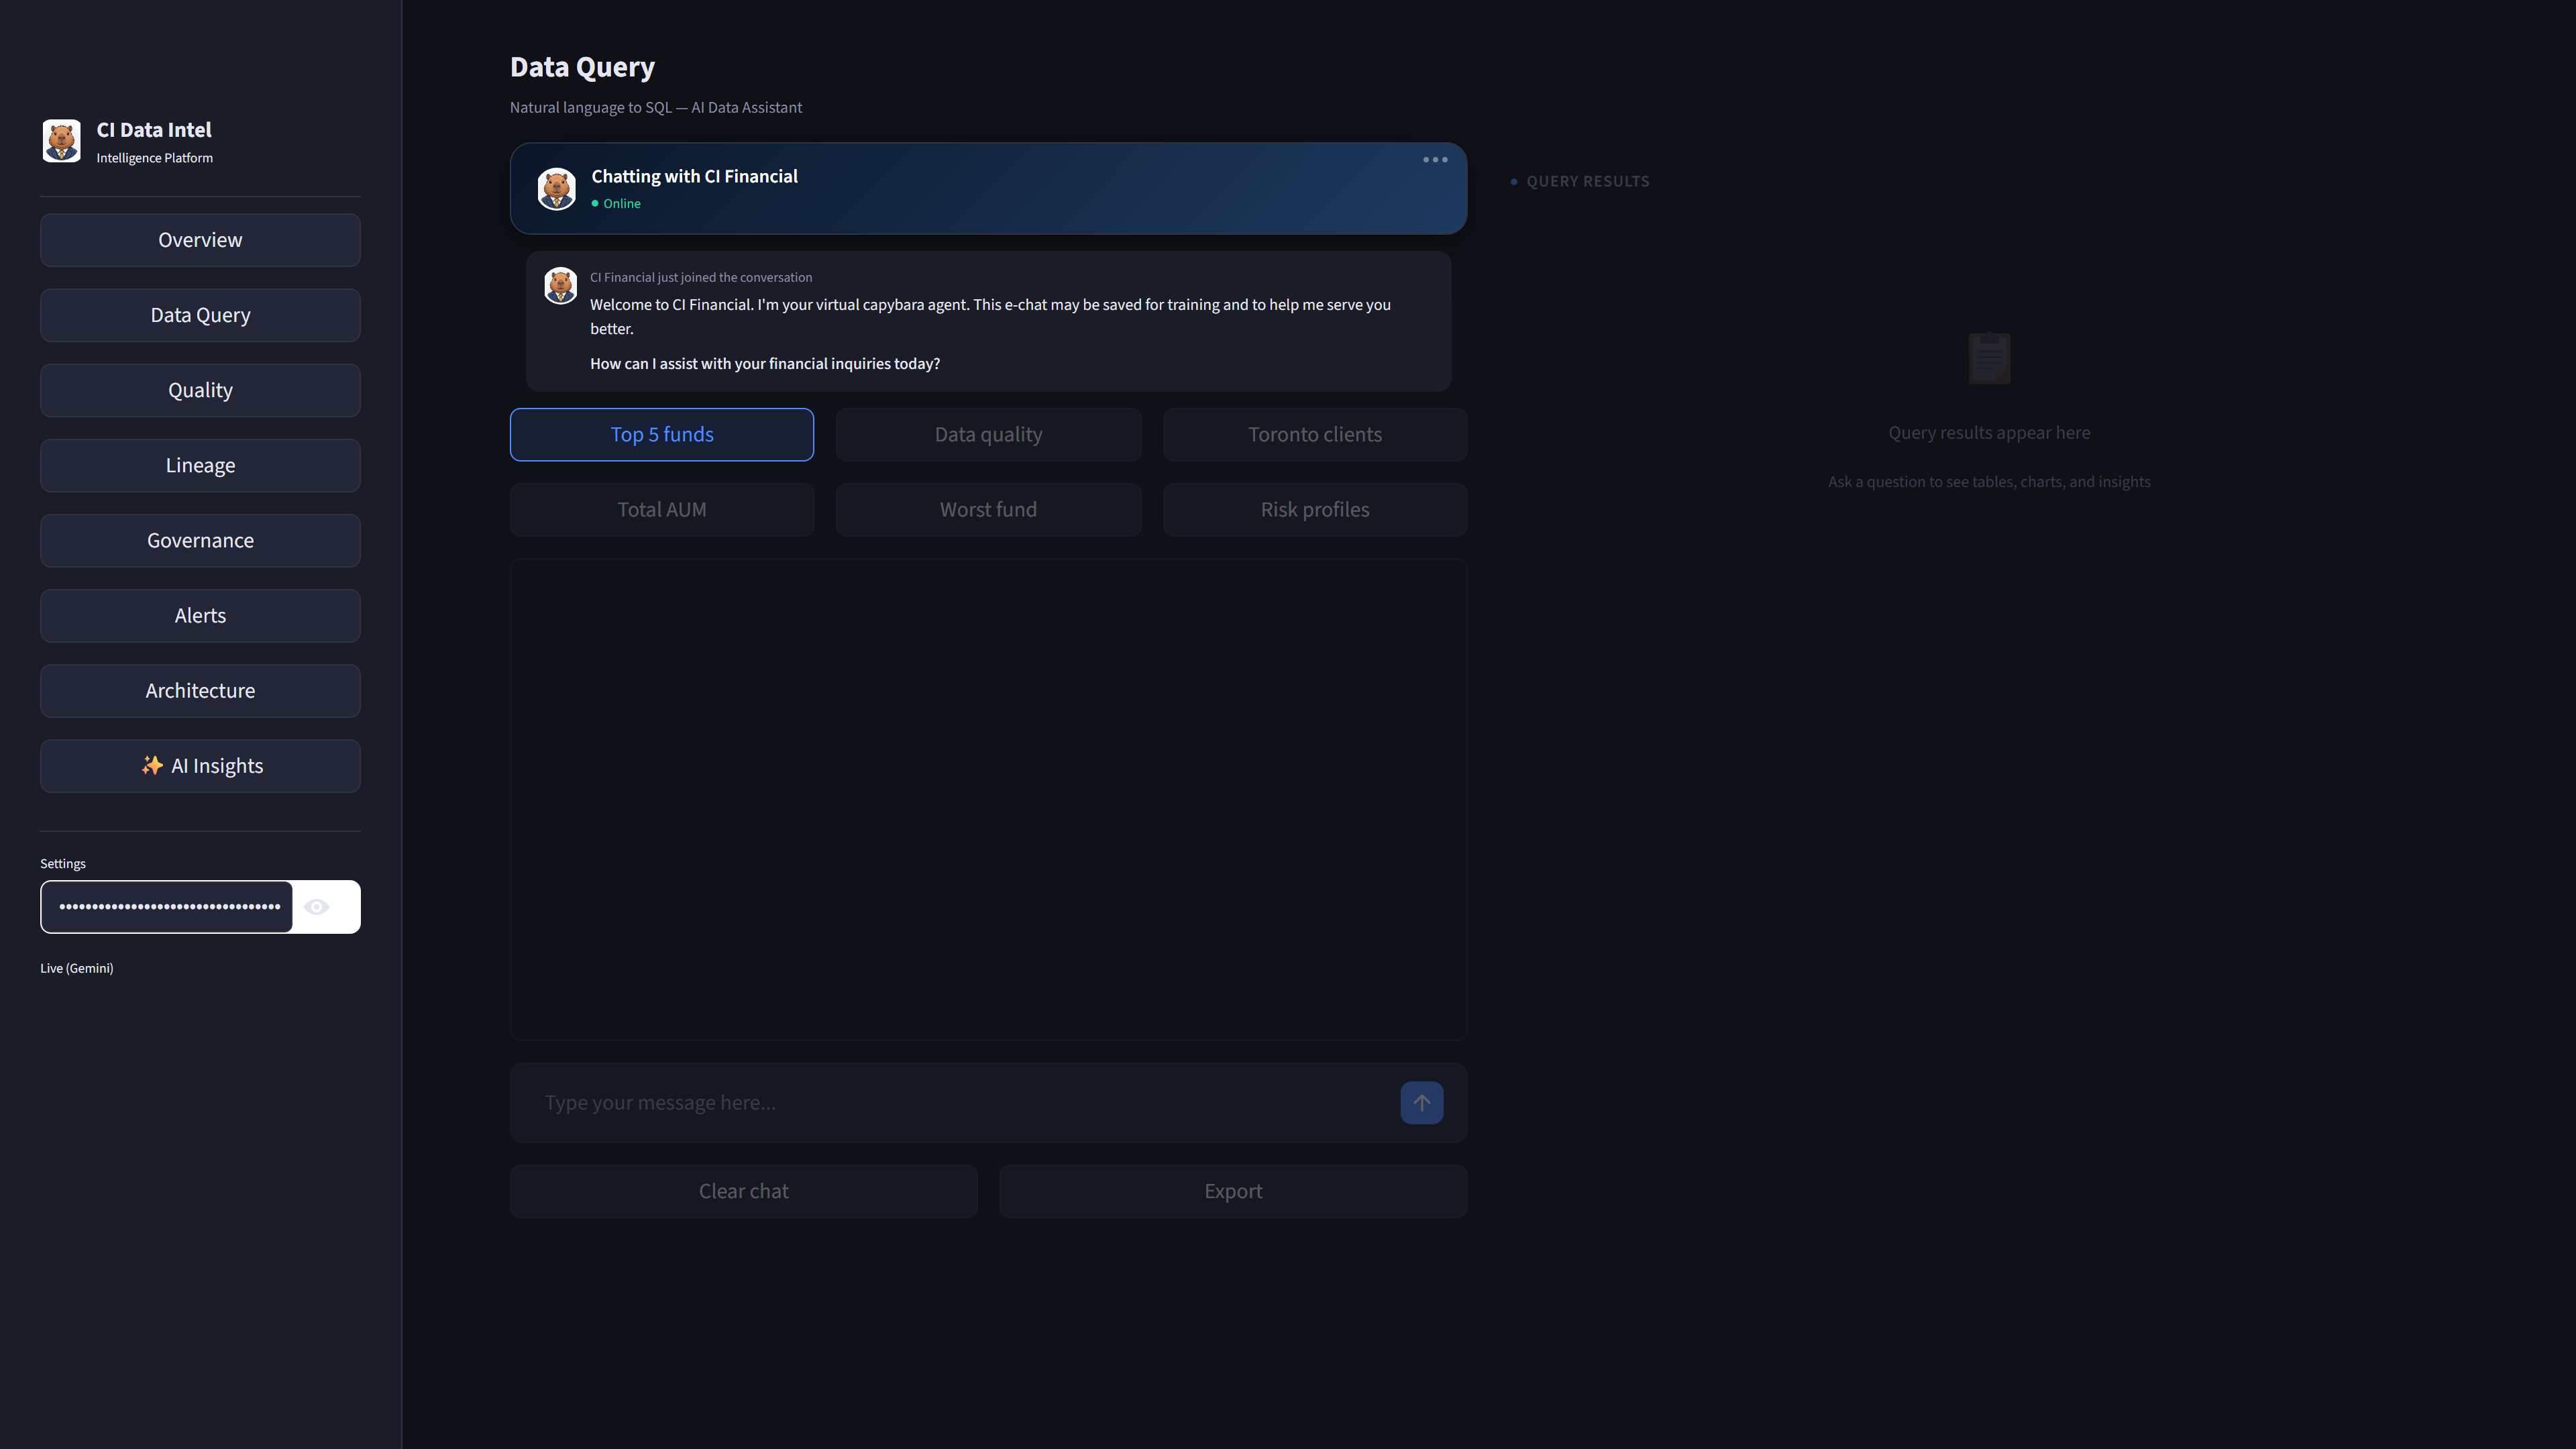 CI Data Intel
Intelligence Platform
Overview
Data Query
Quality
Lineage
Governance
Alerts
Architecture
✨ AI Insights
Settings
••••••••••••••••••••••••••••••••••
Live (Gemini)
Data Query
Natural language to SQL — AI Data Assistant
Chatting with CI Financial
Online
CI Financial just joined the conversation
Welcome to CI Financial. I'm your virtual capybara agent. This e-chat may be saved for training and to help me serve you
better.
How can I assist with your financial inquiries today?
Top 5 funds
Data quality
Toronto clients
Total AUM
Worst fund
Risk profiles
Type your message here...
Clear chat
Export
QUERY RESULTS
Query results appear here
Ask a question to see tables, charts, and insights